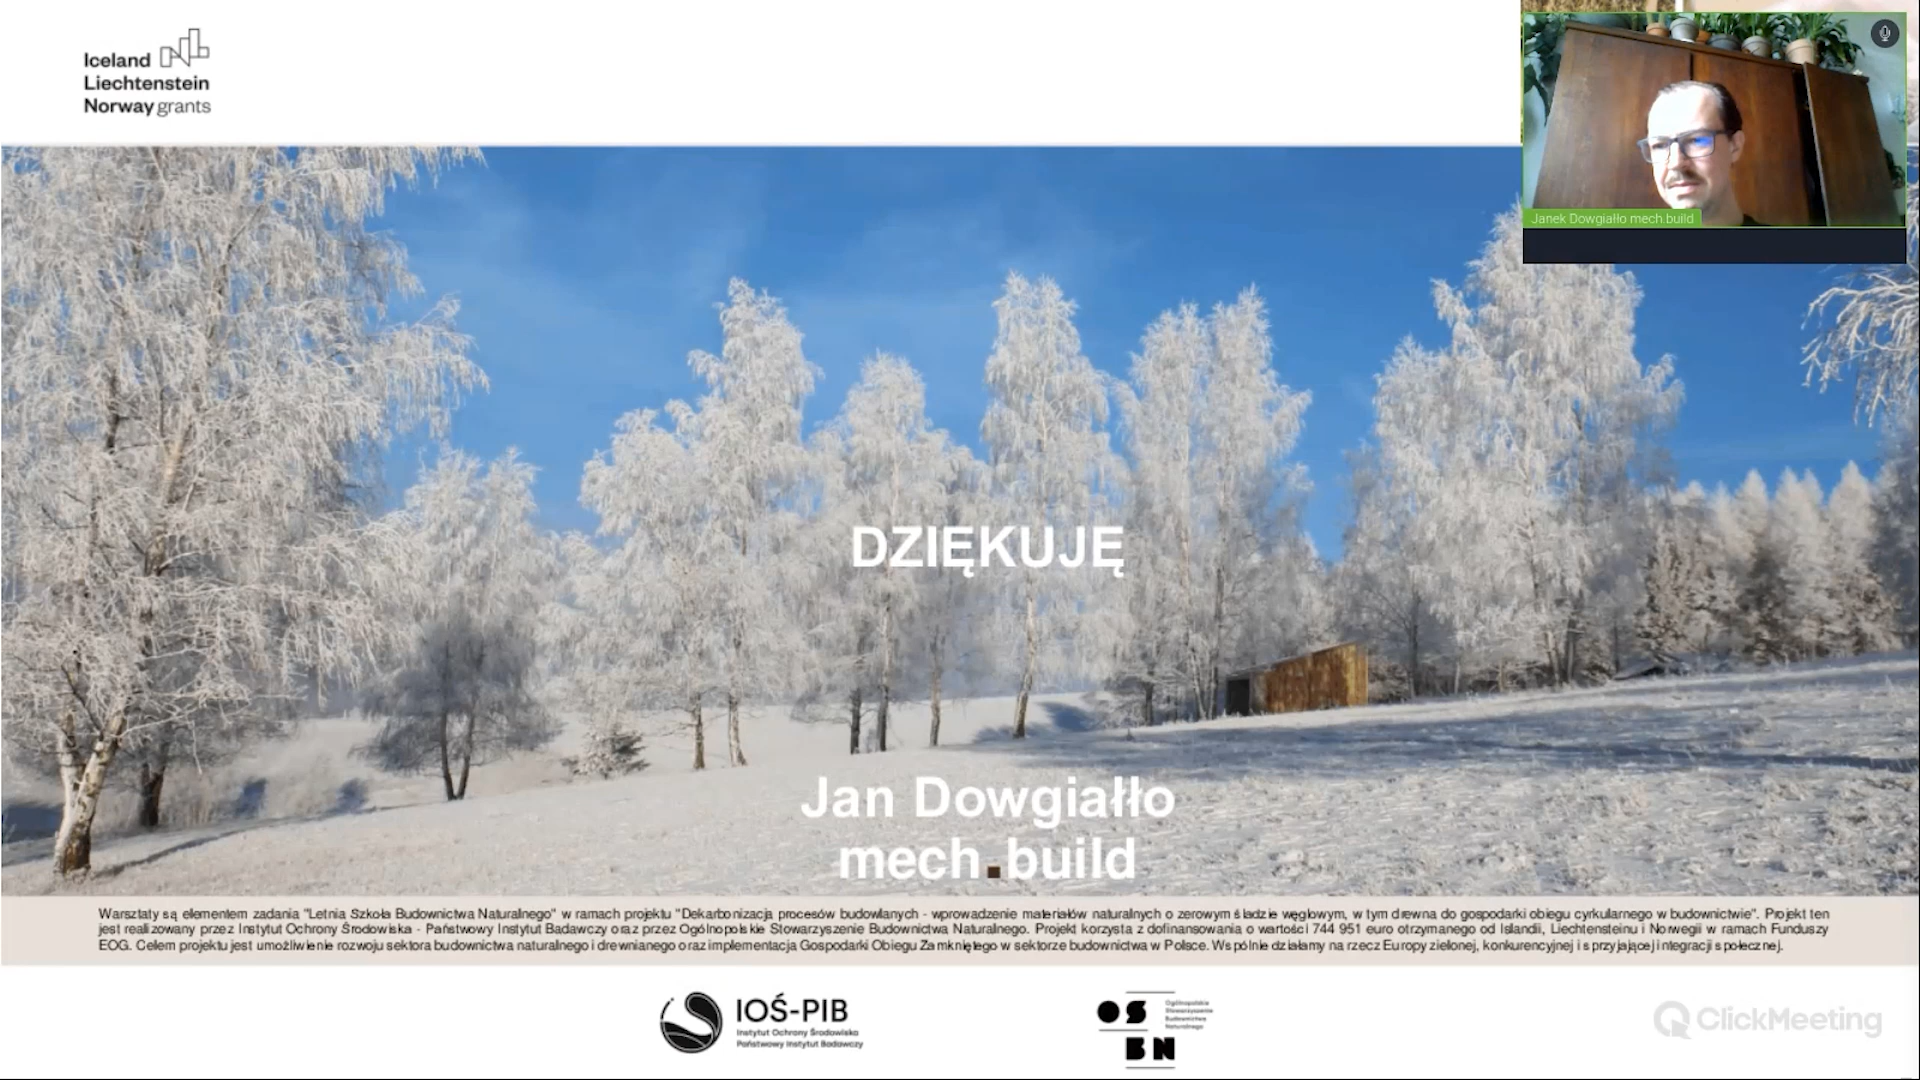 Iceland
Liechtenstein
Norway grants
Janek Dowgiałło mech.build
DZIĘKUJĘ
Jan Dowgiałło
mech.build
Warsztaty są elementem zadania "Letnia Szkoła Budownictwa Naturalnego" w ramach projektu "Dekarbonizacja procesów budowlanych - wprowadzenie materiałów naturalnych o zerowym śladzie węglowym, w tym drewna do gospodarki obiegu cyrkularnego w budownictwie". Projekt ten
jest realizowany przez Instytut Ochrony Środowiska - Państwowy Instytut Badawczy oraz przez Ogólnopolskie Stowarzyszenie Budownictwa Naturalnego. Projekt korzysta z dofinansowania o wartości 744 951 euro otrzymanego od Islandii, Liechtensteinu i Norwegii w ramach Funduszy
EOG. Celem projektu jest umożliwienie rozwoju sektora budownictwa naturalnego i drewnianego oraz implementacja Gospodarki Obiegu Zamkniętego w sektorze budownictwa w Polsce. Wspólnie działamy na rzecz Europy zielonej, konkurencyjnej i sprzyjającej integracji społecznej.
IOŚ-PIB
Instytut Ochrony Środowiska
Państwowy Instytut Badawczy
OS
BN
Ogólnopolskie
Stowarzyszenie
Budownictwa
Naturalnego
ClickMeeting